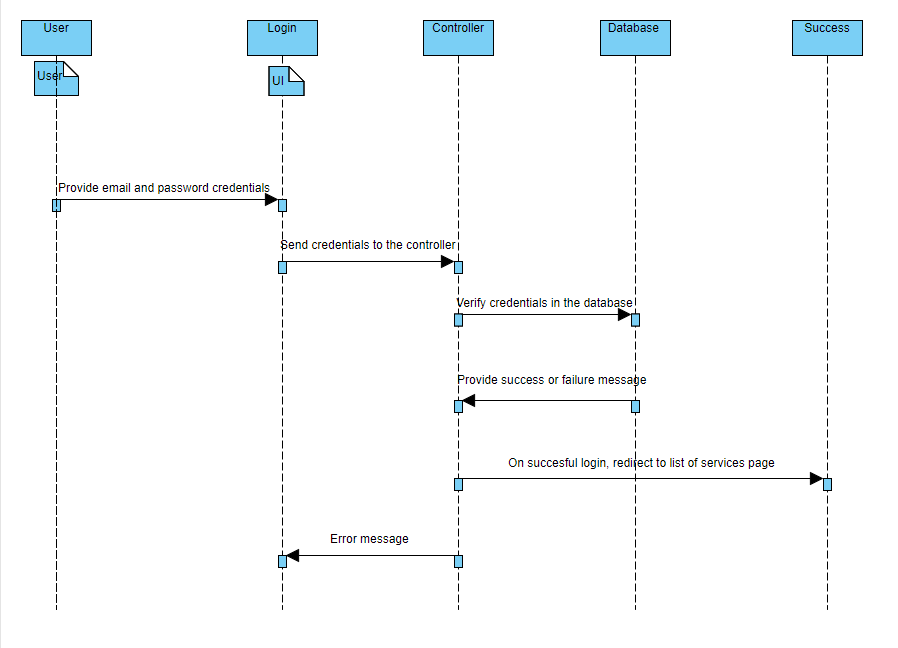 User
Login
Controller
Database
Success
User
UI
Provide email and password credentials
Send credentials to the controller
Verify credentials in the database
Provide success or failure message
On succesful login, redirect to list of services page
Error message